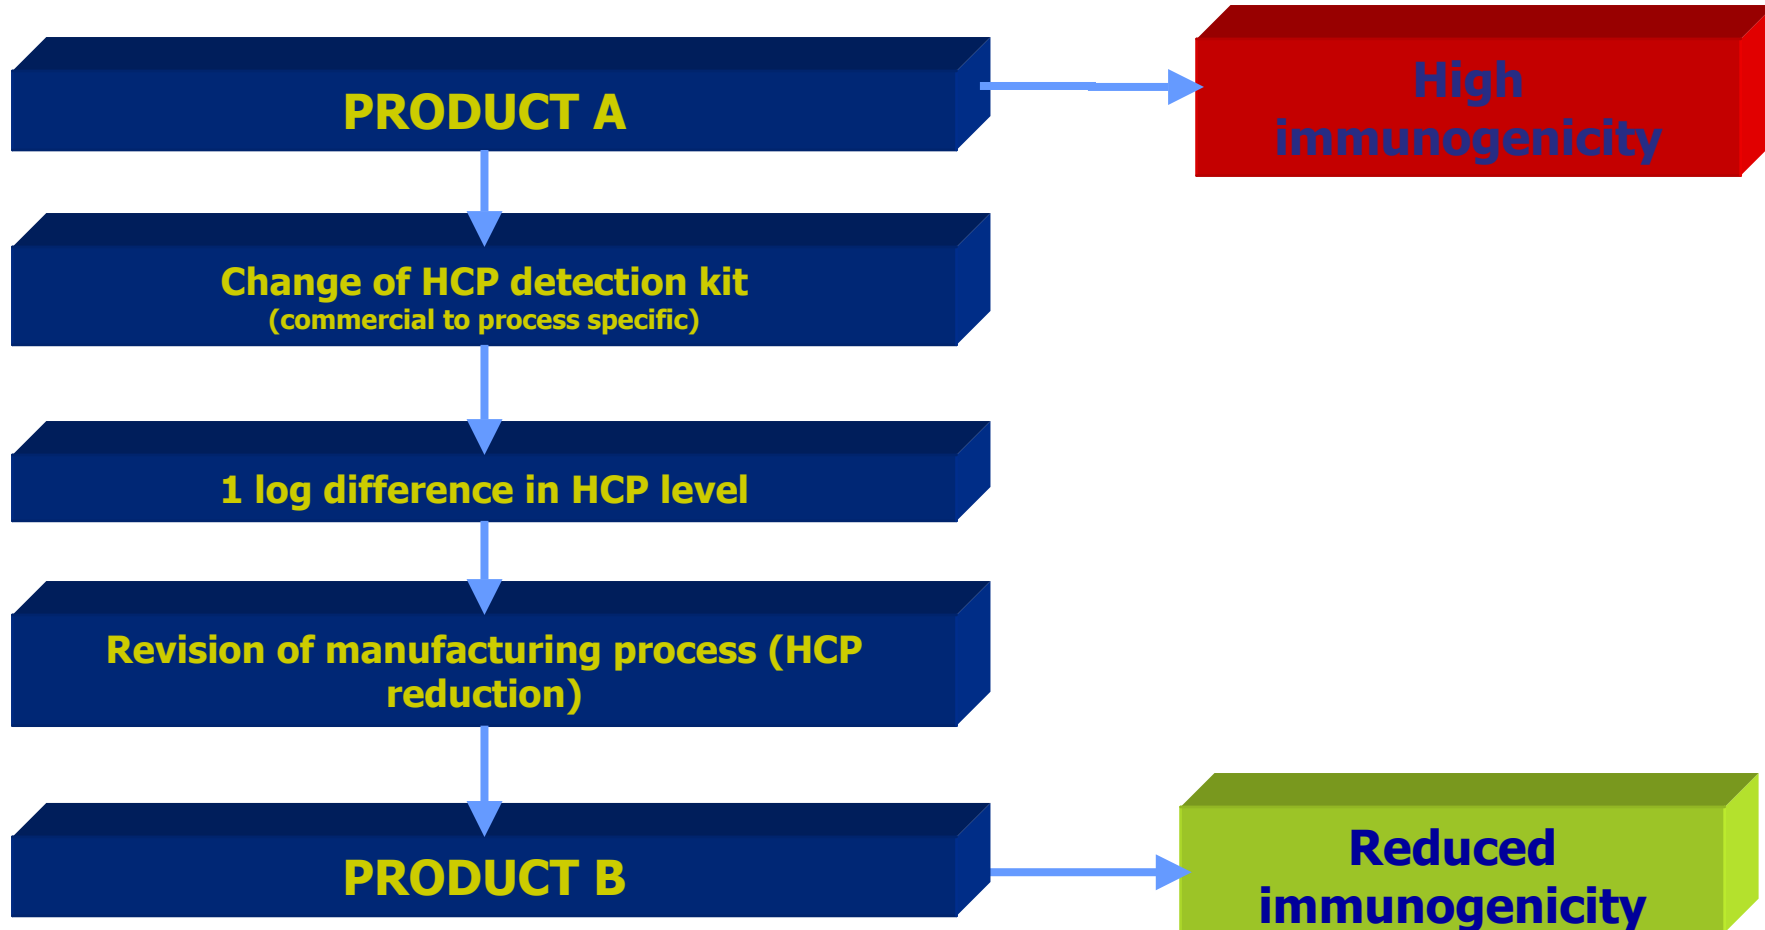 PRODUCT A
High
immunogenicity
Change of HCP detection kit
(commercial to process specific)
1 log difference in HCP level
Revision of manufacturing process (HCP
reduction)
PRODUCT B
Reduced
immunogenicity